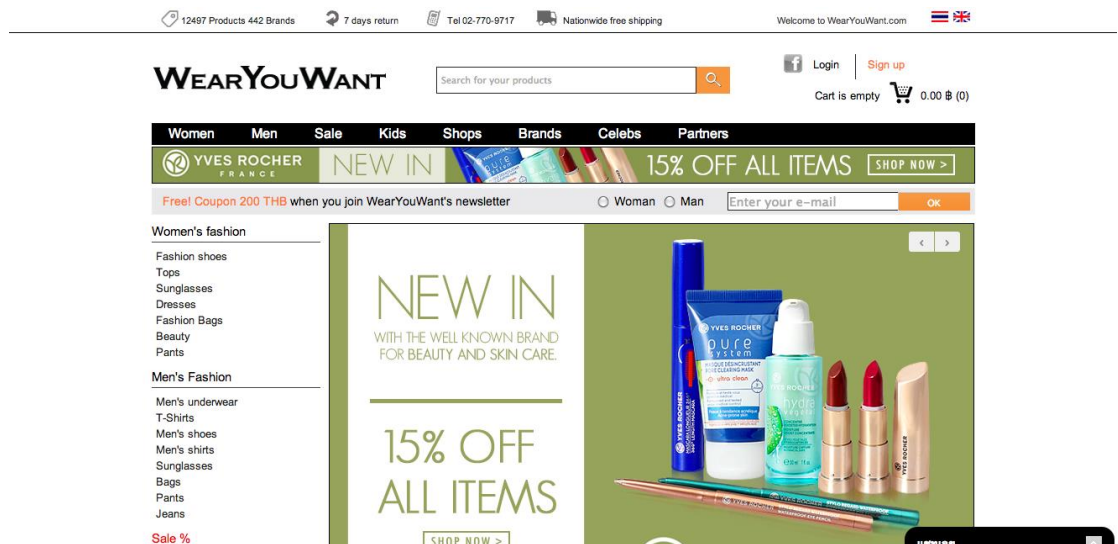 12497 Products 442 Brands
7 days return
Tel 02-770-9717
Nationwide free shipping
Welcome to WearYouWant.com
WEARYOUWANT
Search for your products
f Login Sign up
Cart is empty 0.00 ฿ (0)
Women Men Sale Kids Shops Brands Celebs Partners
YVES ROCHER
FRANCE
NEW IN
15% OFF ALL ITEMS
SHOP NOW >
Free! Coupon 200 THB when you join WearYouWant's newsletter
Woman Man
Enter your e-mail
OK
Women's fashion
Fashion shoes
Tops
Sunglasses
Dresses
Fashion Bags
Beauty
Pants
Men's Fashion
Men's underwear
T-Shirts
Men's shoes
Men's shirts
Sunglasses
Bags
Pants
Jeans
Sale %
NEW IN
WITH THE WELL KNOWN BRAND
FOR BEAUTY AND SKIN CARE.
15% OFF
ALL ITEMS
SHOP NOW >
‹ ›
YVES ROCHER
pure
system
ultra clean
YVES ROCHER
hydra
végétal
YVES ROCHER
YVES ROCHER